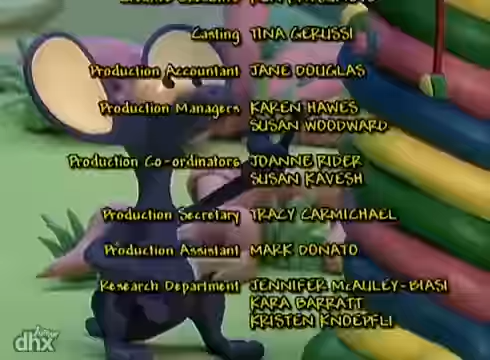 Casting TINA GERUSSI
Production Accountant JANE DOUGLAS
Production Managers KAREN HAWES
SUSAN WOODWARD
Production Co-ordinators JOANNE RIDER
SUSAN KAVESH
Production Secretary TRACY CARMICHAEL
Production Assistant MARK DONATO
Research Department JENNIFER McAULEY-BIASI
KARA BARRATT
KRISTEN KNOEPFLI
dhx